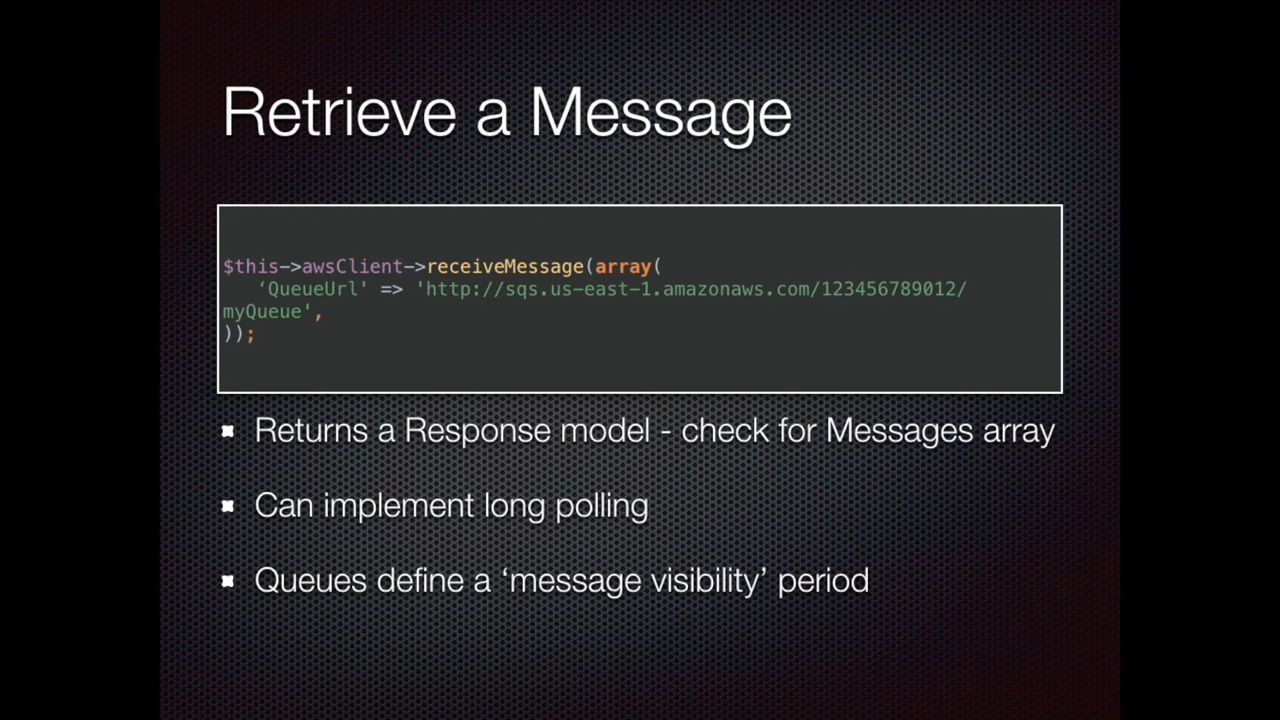 Retrieve a Message
$this->awsClient->receiveMessage(array(
‘QueueUrl' => 'http://sqs.us-east-1.amazonaws.com/123456789012/
myQueue',
));
Returns a Response model - check for Messages array
Can implement long polling
Queues define a ‘message visibility’ period